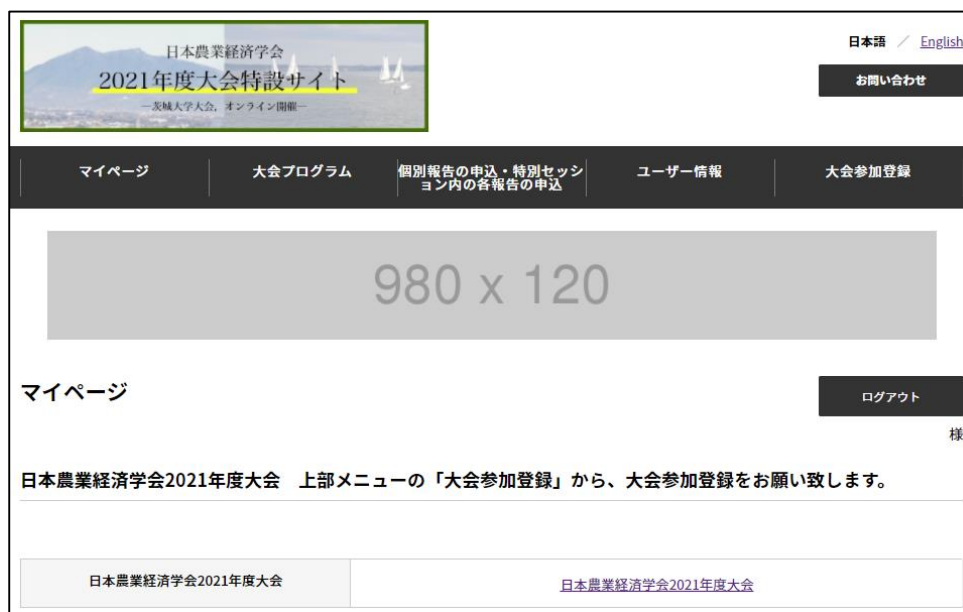 日本農業経済学会
2021年度大会特設サイト
―茨城大学大会，オンライン開催―
日本語 ／ English
お問い合わせ
マイページ
大会プログラム
個別報告の申込・特別セッシ
ョン内の各報告の申込
ユーザー情報
大会参加登録
980 x 120
マイページ
ログアウト
様
日本農業経済学会2021年度大会　上部メニューの「大会参加登録」から、大会参加登録をお願い致します。
日本農業経済学会2021年度大会
日本農業経済学会2021年度大会